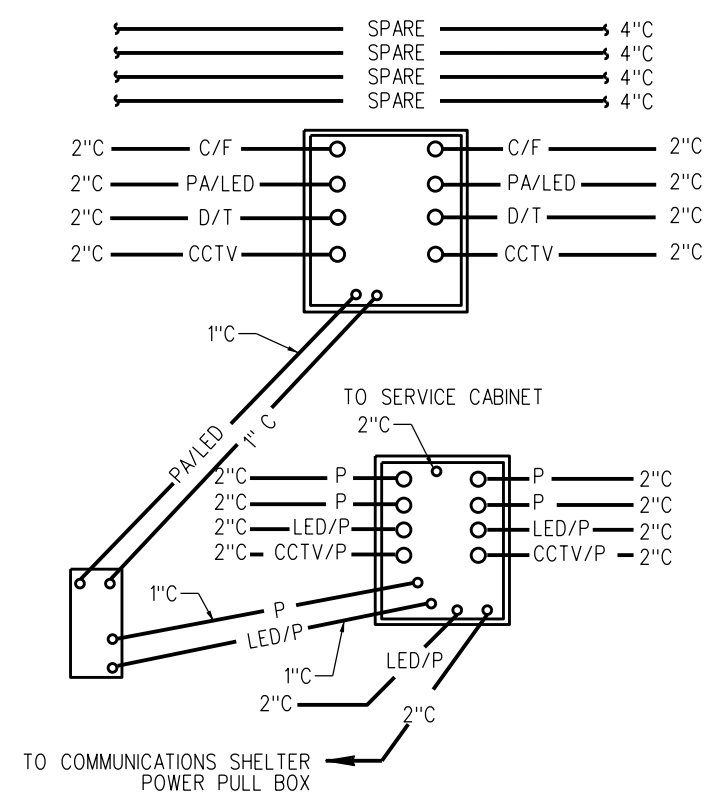 SPARE 4"C
SPARE 4"C
SPARE 4"C
SPARE 4"C
2"C C/F C/F 2"C
2"C PA/LED PA/LED 2"C
2"C D/T D/T 2"C
2"C CCTV CCTV 2"C
1"C
TO SERVICE CABINET
2"C
PA/LED
1" C
2"C P P 2"C
2"C P P 2"C
2"C LED/P LED/P 2"C
2"C CCTV/P CCTV/P 2"C
1"C
P
LED/P
LED/P
1"C
2"C
2"C
TO COMMUNICATIONS SHELTER
POWER PULL BOX